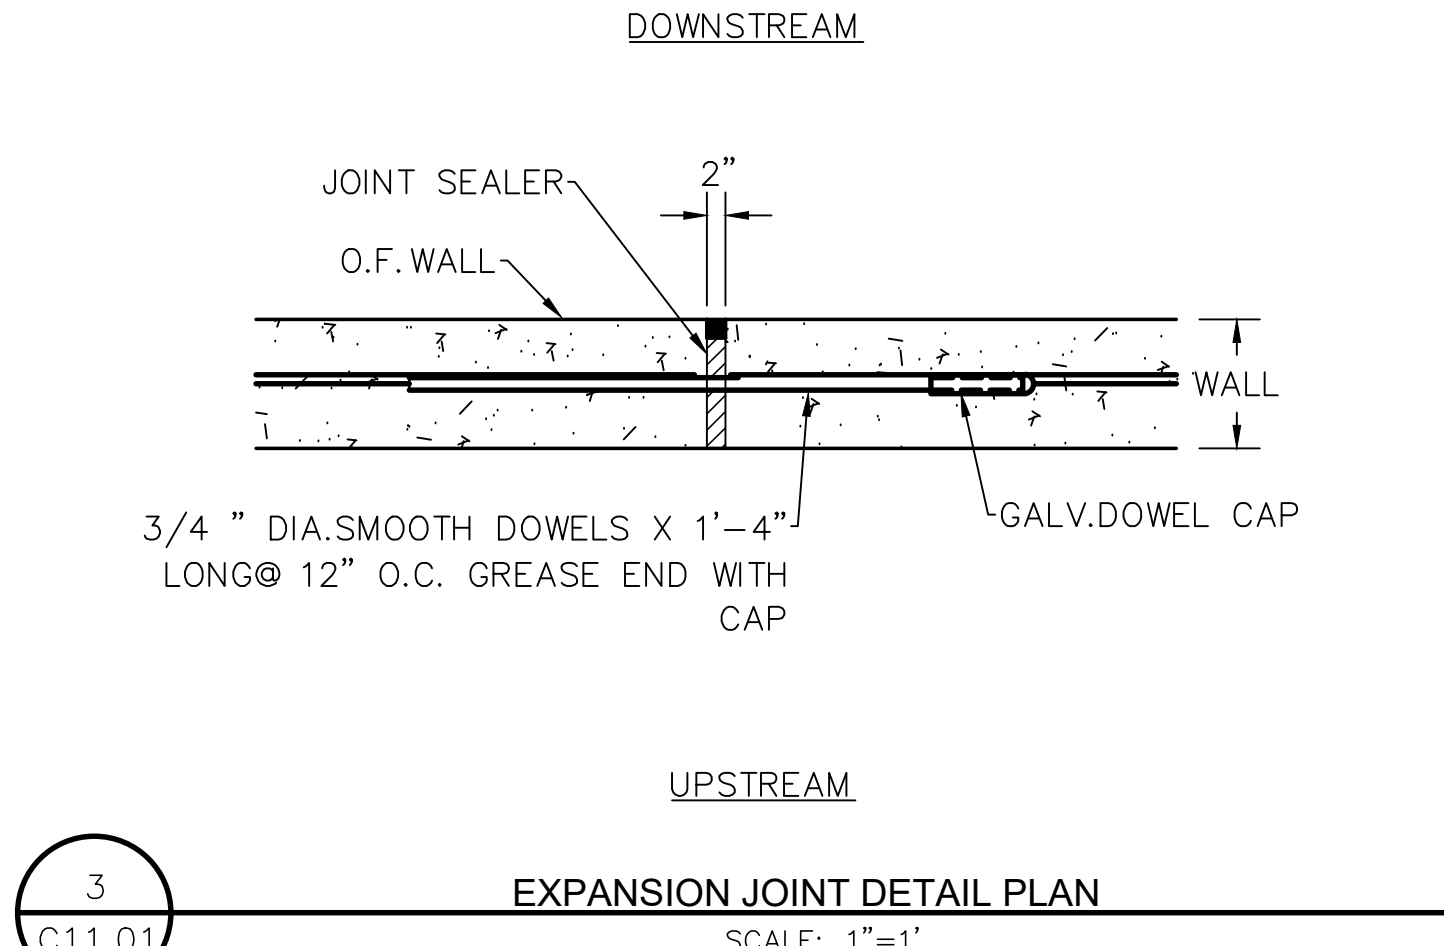 DOWNSTREAM
2"
JOINT SEALER
O.F. WALL
WALL
3/4 " DIA.SMOOTH DOWELS X 1'-4"
LONG@ 12" O.C. GREASE END WITH
CAP
GALV.DOWEL CAP
UPSTREAM
3
C11.01
EXPANSION JOINT DETAIL PLAN
SCALE: 1"=1'